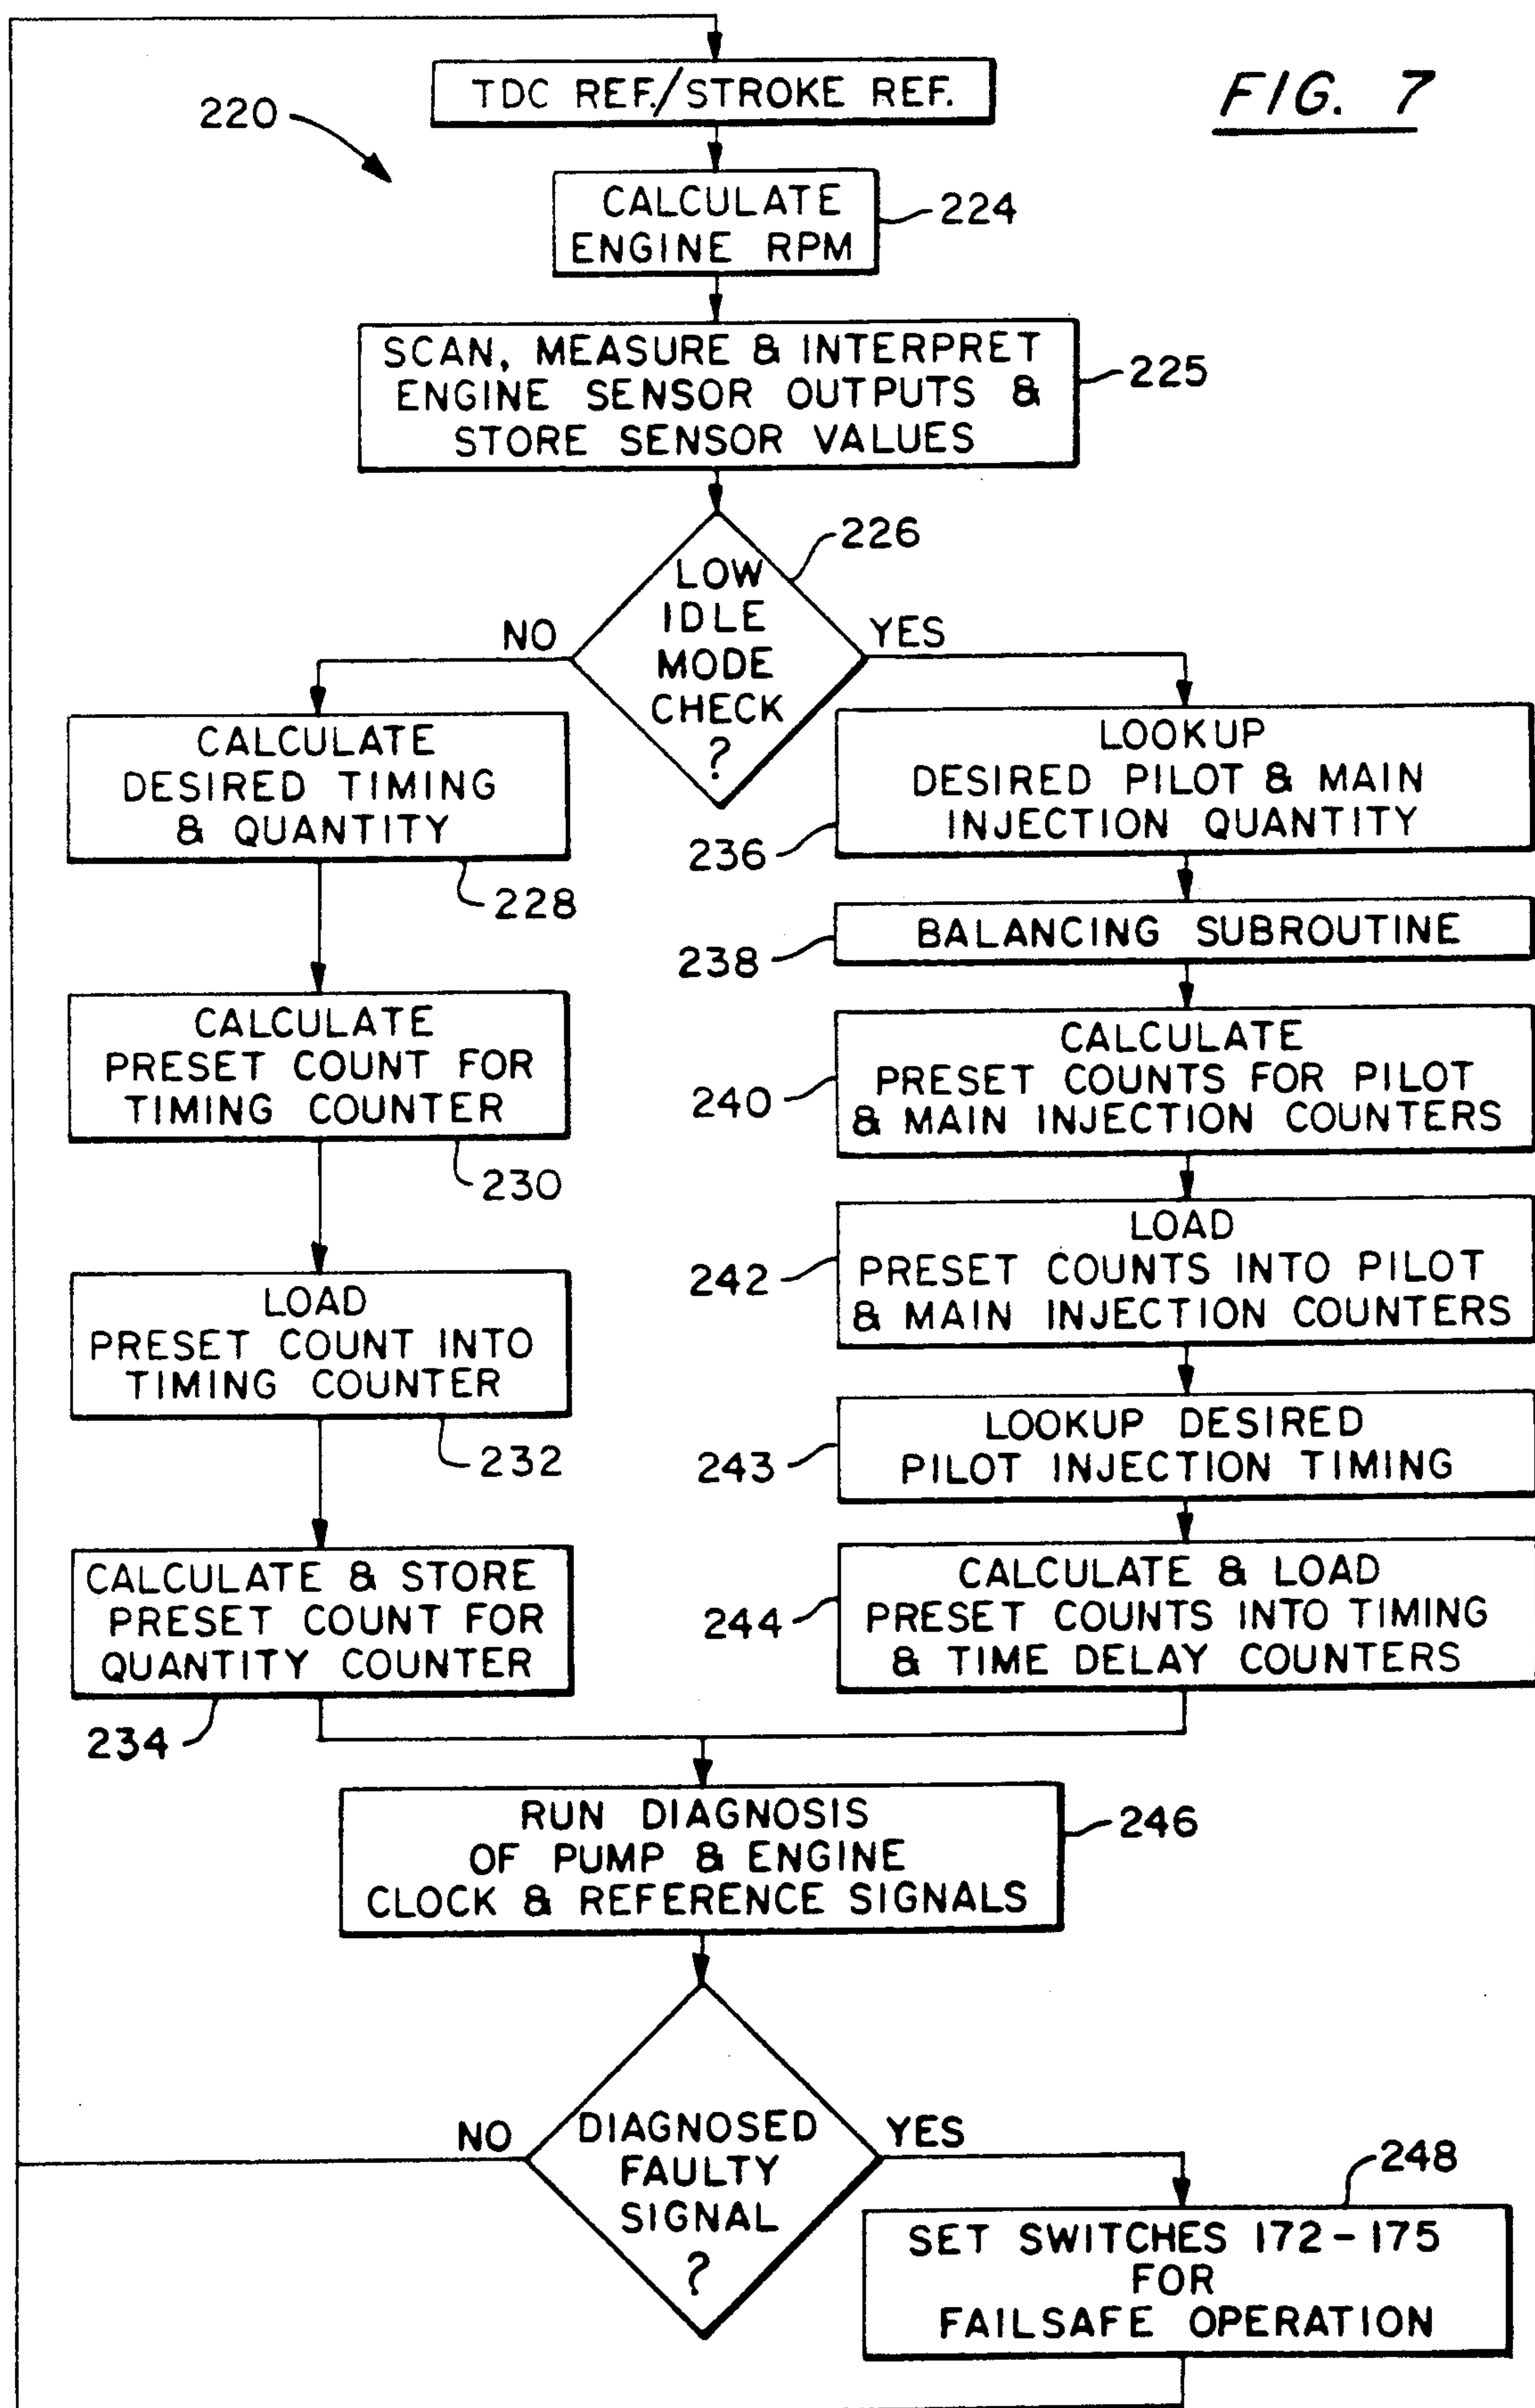 FIG. 7
220
TDC REF./STROKE REF.
CALCULATE
ENGINE RPM
224
SCAN, MEASURE & INTERPRET
ENGINE SENSOR OUTPUTS &
STORE SENSOR VALUES
225
LOW
IDLE
MODE
CHECK
?
226
NO
YES
CALCULATE
DESIRED TIMING
& QUANTITY
228
CALCULATE
PRESET COUNT FOR
TIMING COUNTER
230
LOAD
PRESET COUNT INTO
TIMING COUNTER
232
CALCULATE & STORE
PRESET COUNT FOR
QUANTITY COUNTER
234
LOOKUP
DESIRED PILOT & MAIN
INJECTION QUANTITY
236
BALANCING SUBROUTINE
238
CALCULATE
PRESET COUNTS FOR PILOT
& MAIN INJECTION COUNTERS
240
LOAD
PRESET COUNTS INTO PILOT
& MAIN INJECTION COUNTERS
242
LOOKUP DESIRED
PILOT INJECTION TIMING
243
CALCULATE & LOAD
PRESET COUNTS INTO TIMING
& TIME DELAY COUNTERS
244
RUN DIAGNOSIS
OF PUMP & ENGINE
CLOCK & REFERENCE SIGNALS
246
NO
DIAGNOSED
FAULTY
SIGNAL
?
YES
248
SET SWITCHES 172-175
FOR
FAILSAFE OPERATION